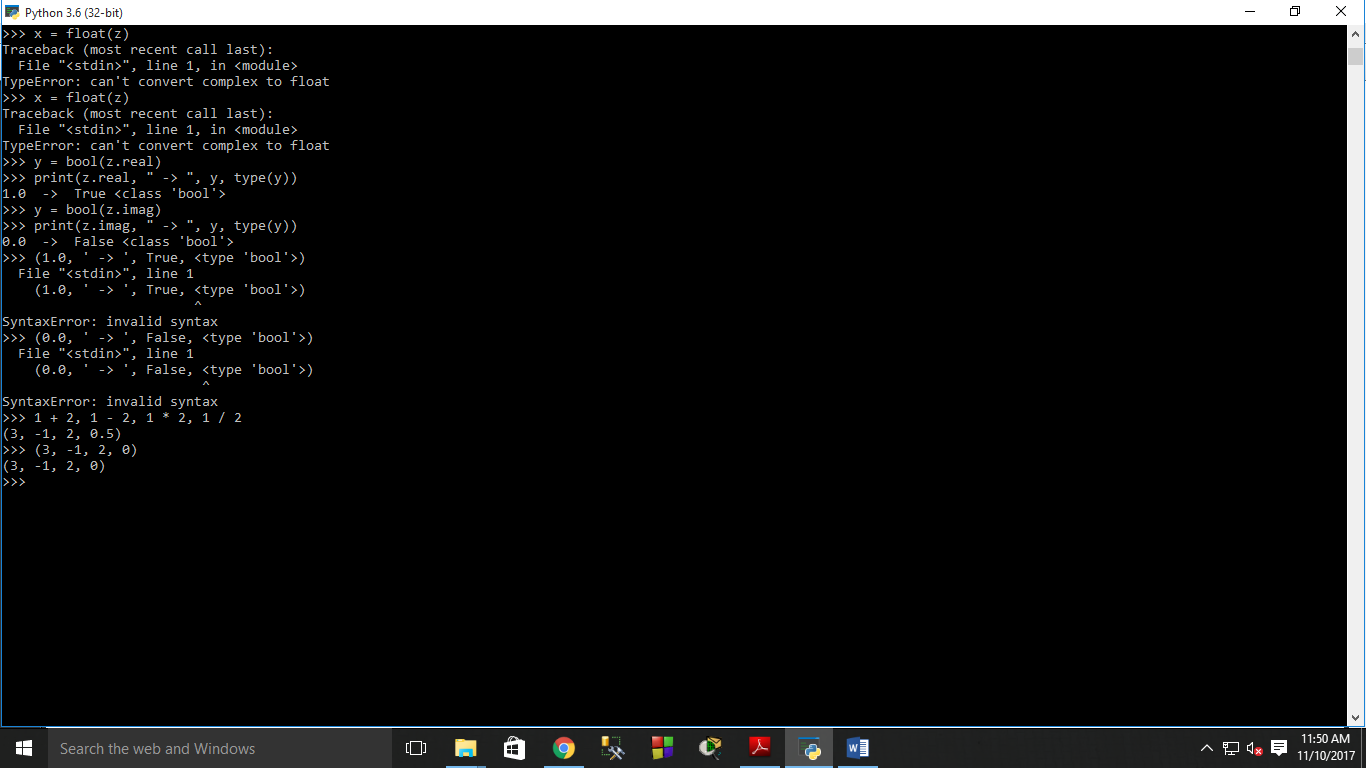 Python 3.6 (32-bit)
>>> x = float(z)
Traceback (most recent call last):
  File "<stdin>", line 1, in <module>
TypeError: can't convert complex to float
>>> x = float(z)
Traceback (most recent call last):
  File "<stdin>", line 1, in <module>
TypeError: can't convert complex to float
>>> y = bool(z.real)
>>> print(z.real, " -> ", y, type(y))
1.0  ->  True <class 'bool'>
>>> y = bool(z.imag)
>>> print(z.imag, " -> ", y, type(y))
0.0  ->  False <class 'bool'>
>>> (1.0, ' -> ', True, <type 'bool'>)
  File "<stdin>", line 1
    (1.0, ' -> ', True, <type 'bool'>)
                        ^
SyntaxError: invalid syntax
>>> (0.0, ' -> ', False, <type 'bool'>)
  File "<stdin>", line 1
    (0.0, ' -> ', False, <type 'bool'>)
                         ^
SyntaxError: invalid syntax
>>> 1 + 2, 1 - 2, 1 * 2, 1 / 2
(3, -1, 2, 0.5)
>>> (3, -1, 2, 0)
(3, -1, 2, 0)
>>>
Search the web and Windows
11:50 AM
11/10/2017